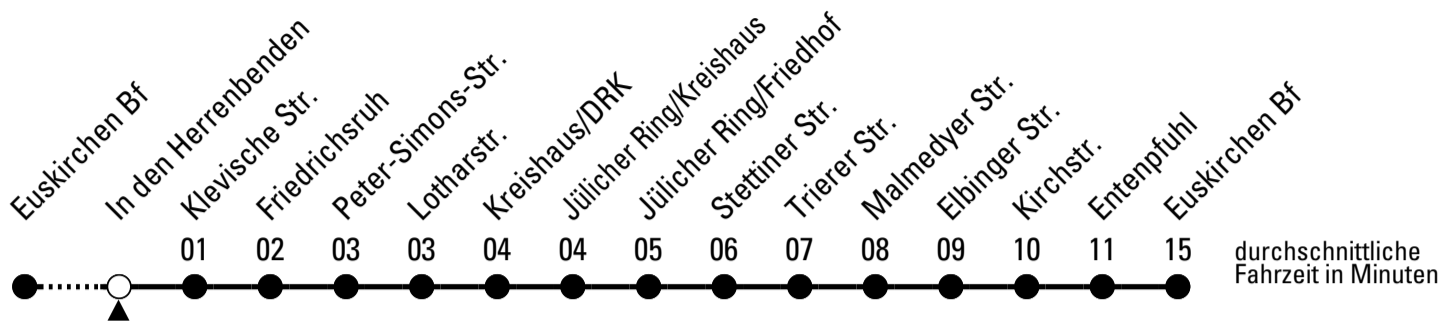 Euskirchen Bf
In den Herrenbenden
Klevische Str.
Friedrichsruh
Peter-Simons-Str.
Lotharstr.
Kreishaus/DRK
Jülicher Ring/Kreishaus
Jülicher Ring/Friedhof
Stettiner Str.
Trierer Str.
Malmedyer Str.
Elbinger Str.
Kirchstr.
Entenpfuhl
Euskirchen Bf
01 02 03 03 04 04 05 06 07 08 09 10 11 15
durchschnittliche
Fahrzeit in Minuten